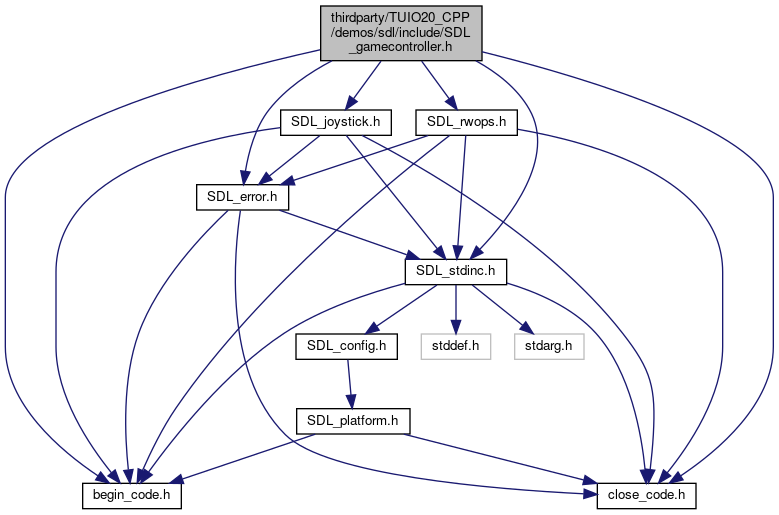 thirdparty/TUIO20_CPP
/demos/sdl/include/SDL
_gamecontroller.h
SDL_joystick.h
SDL_rwops.h
SDL_error.h
SDL_stdinc.h
SDL_config.h
stddef.h
stdarg.h
SDL_platform.h
begin_code.h
close_code.h